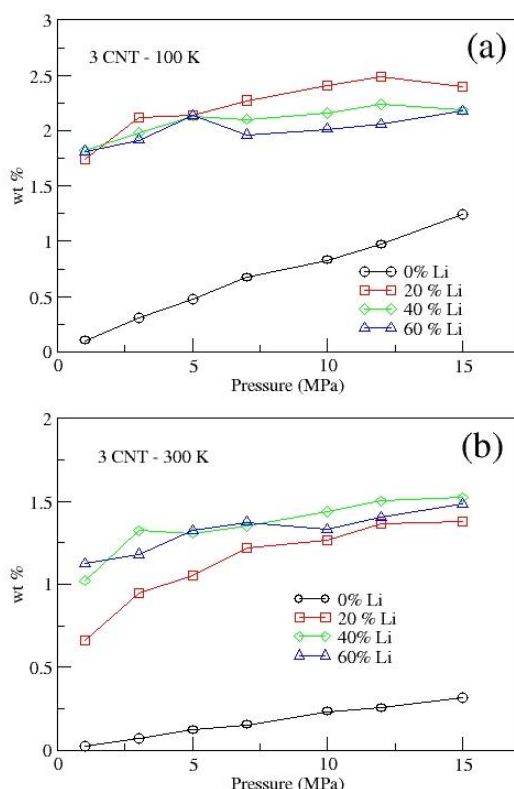 3
(a)
3 CNT - 100 K
2.5
2
1.5
wt %
1
0.5
0
0% Li
20 % Li
40 % Li
60 % Li
0 5 10 15
Pressure (MPa)
2
(b)
3 CNT - 300 K
1.5
wt %
1
0.5
0
0% Li
20 % Li
40% Li
60% Li
0 5 10 15
Pressure (MPa)